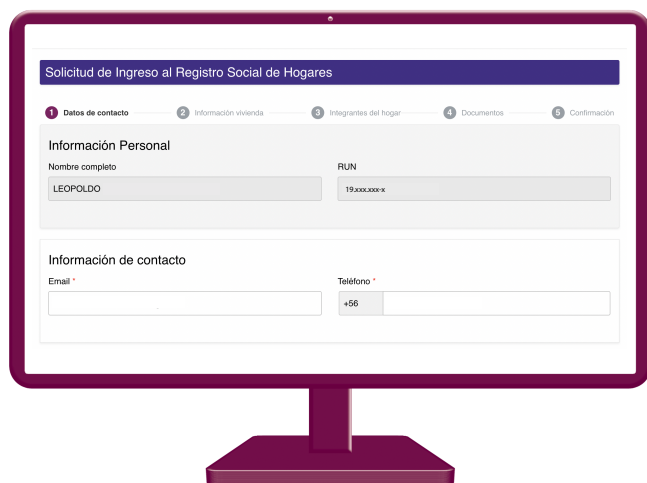 Solicitud de Ingreso al Registro Social de Hogares
1 Datos de contacto 2 Información vivienda 3 Integrantes del hogar 4 Documentos 5 Confirmación
Información Personal
Nombre completo RUN
LEOPOLDO 19.xxx.xxx-x
Información de contacto
Email * Teléfono *
+56